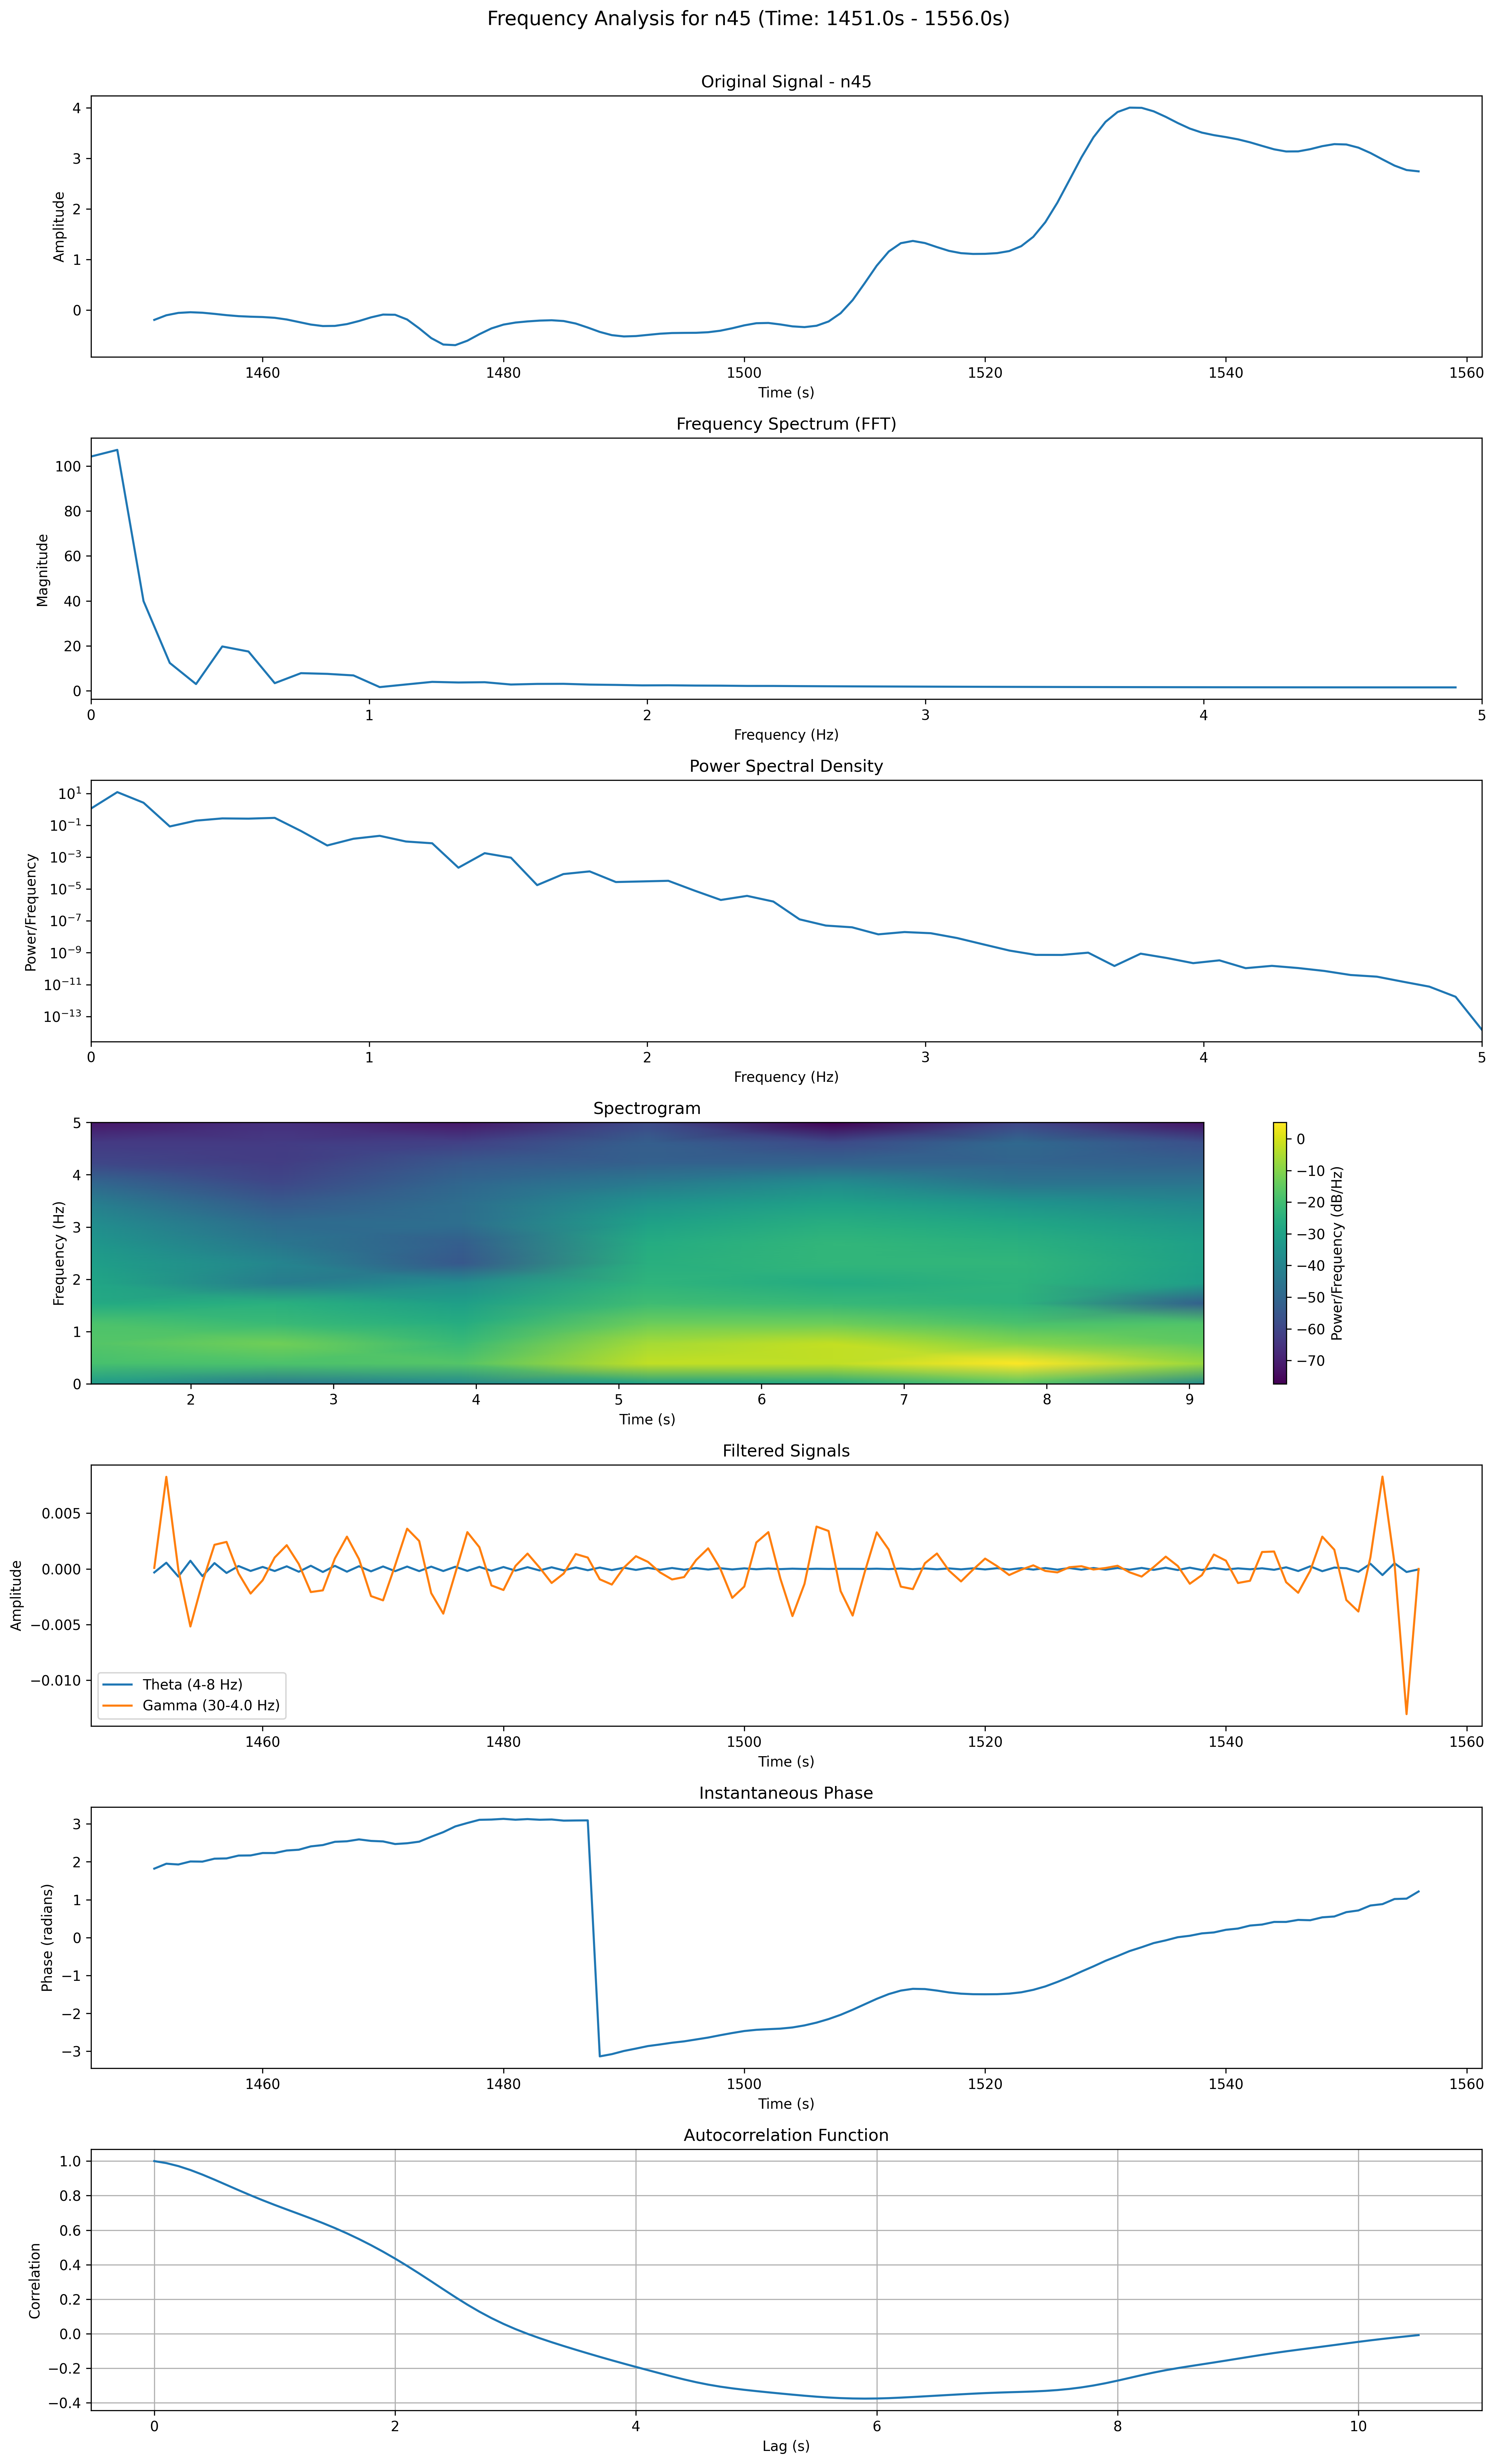 Frequency Analysis for n45 (Time: 1451.0s - 1556.0s)
Original Signal - n45
4
3
2
1
0
Amplitude
1460 1480 1500 1520 1540 1560
Time (s)
Frequency Spectrum (FFT)
100
80
60
40
20
0
Magnitude
0 1 2 3 4 5
Frequency (Hz)
Power Spectral Density
10¹
10⁻¹
10⁻³
10⁻⁵
10⁻⁷
10⁻⁹
10⁻¹¹
10⁻¹³
Power/Frequency
0 1 2 3 4 5
Frequency (Hz)
Spectrogram
5
4
3
2
1
0
Frequency (Hz)
2 3 4 5 6 7 8 9
Time (s)
0
−10
−20
−30
−40
−50
−60
−70
Power/Frequency (dB/Hz)
Filtered Signals
0.005
0.000
−0.005
−0.010
Amplitude
Theta (4-8 Hz)
Gamma (30-4.0 Hz)
1460 1480 1500 1520 1540 1560
Time (s)
Instantaneous Phase
3
2
1
0
−1
−2
−3
Phase (radians)
1460 1480 1500 1520 1540 1560
Time (s)
Autocorrelation Function
1.0
0.8
0.6
0.4
0.2
0.0
−0.2
−0.4
Correlation
0 2 4 6 8 10
Lag (s)